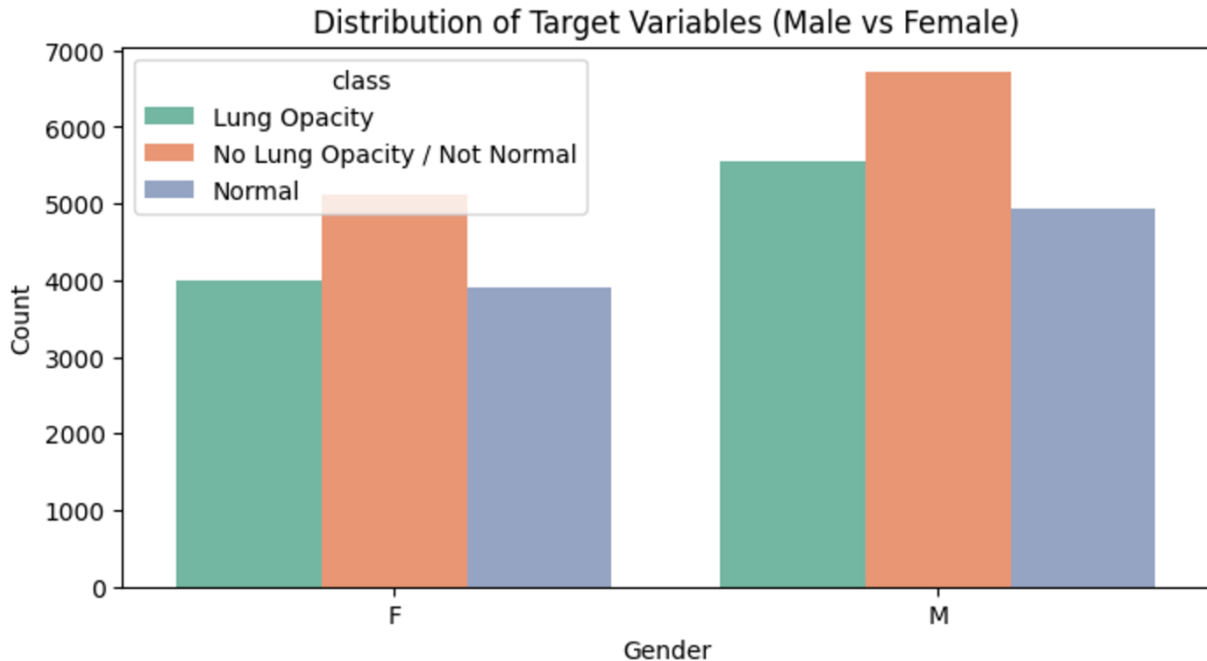 Distribution of Target Variables (Male vs Female)
7000
6000
5000
4000
3000
2000
1000
0
Count
class
Lung Opacity
No Lung Opacity / Not Normal
Normal
F
M
Gender